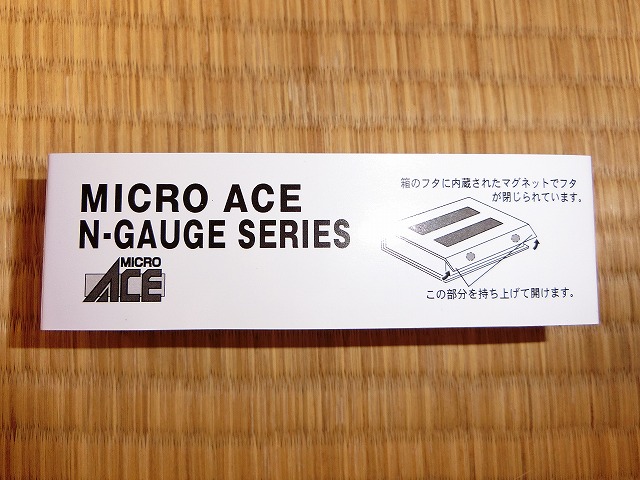 MICRO ACE
N-GAUGE SERIES
MICRO
ACE
箱のフタに内蔵されたマグネットでフタ
が閉じられています。
この部分を持ち上げて開けます。